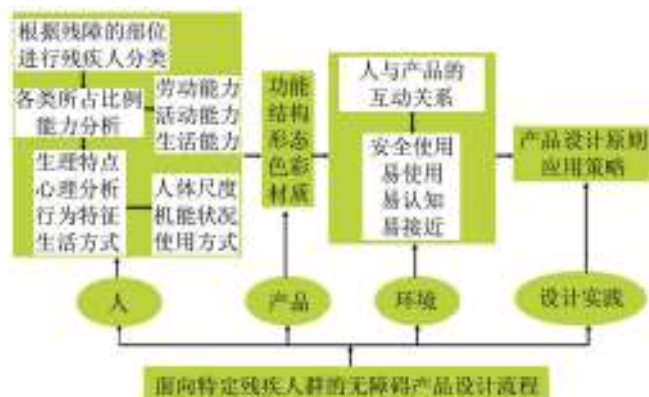 根据残障的部位
进行残疾人分类
各类所占比例
能力分析
劳动能力
活动能力
生活能力
生理特点
心理分析
行为特征
生活方式
人体尺度
机能状况
使用方式
功能
结构
形态
色彩
材质
人与产品的
互动关系
安全使用
易使用
易认知
易接近
产品设计原则
应用策略
人
产品
环境
设计实践
面向特定残疾人群的无障碍产品设计流程